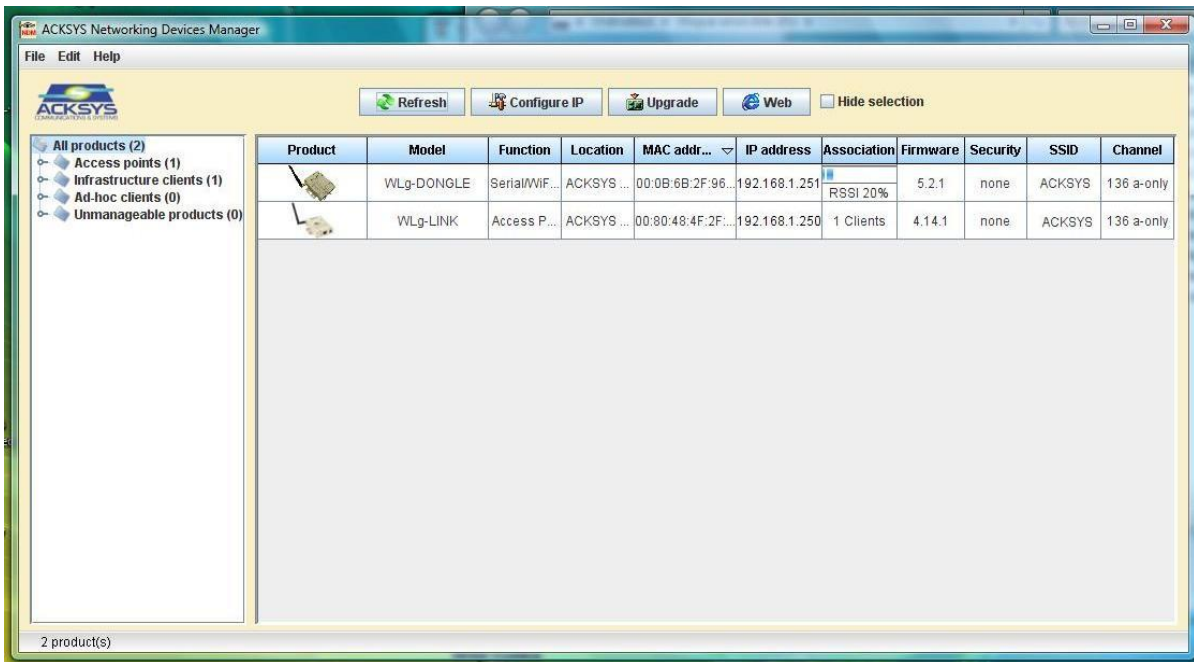 ACKSYS Networking Devices Manager
File Edit Help
ACKSYS
COMMUNICATIONS & SYSTEMS
Refresh Configure IP Upgrade Web Hide selection
All products (2)
Access points (1)
Infrastructure clients (1)
Ad-hoc clients (0)
Unmanageable products (0)
Product Model Function Location MAC addr... IP address Association Firmware Security SSID Channel
WLg-DONGLE Serial/WiF... ACKSYS ... 00:0B:6B:2F:96... 192.168.1.251 RSSI 20% 5.2.1 none ACKSYS 136 a-only
WLg-LINK Access P... ACKSYS ... 00:80:48:4F:2F:... 192.168.1.250 1 Clients 4.14.1 none ACKSYS 136 a-only
2 product(s)